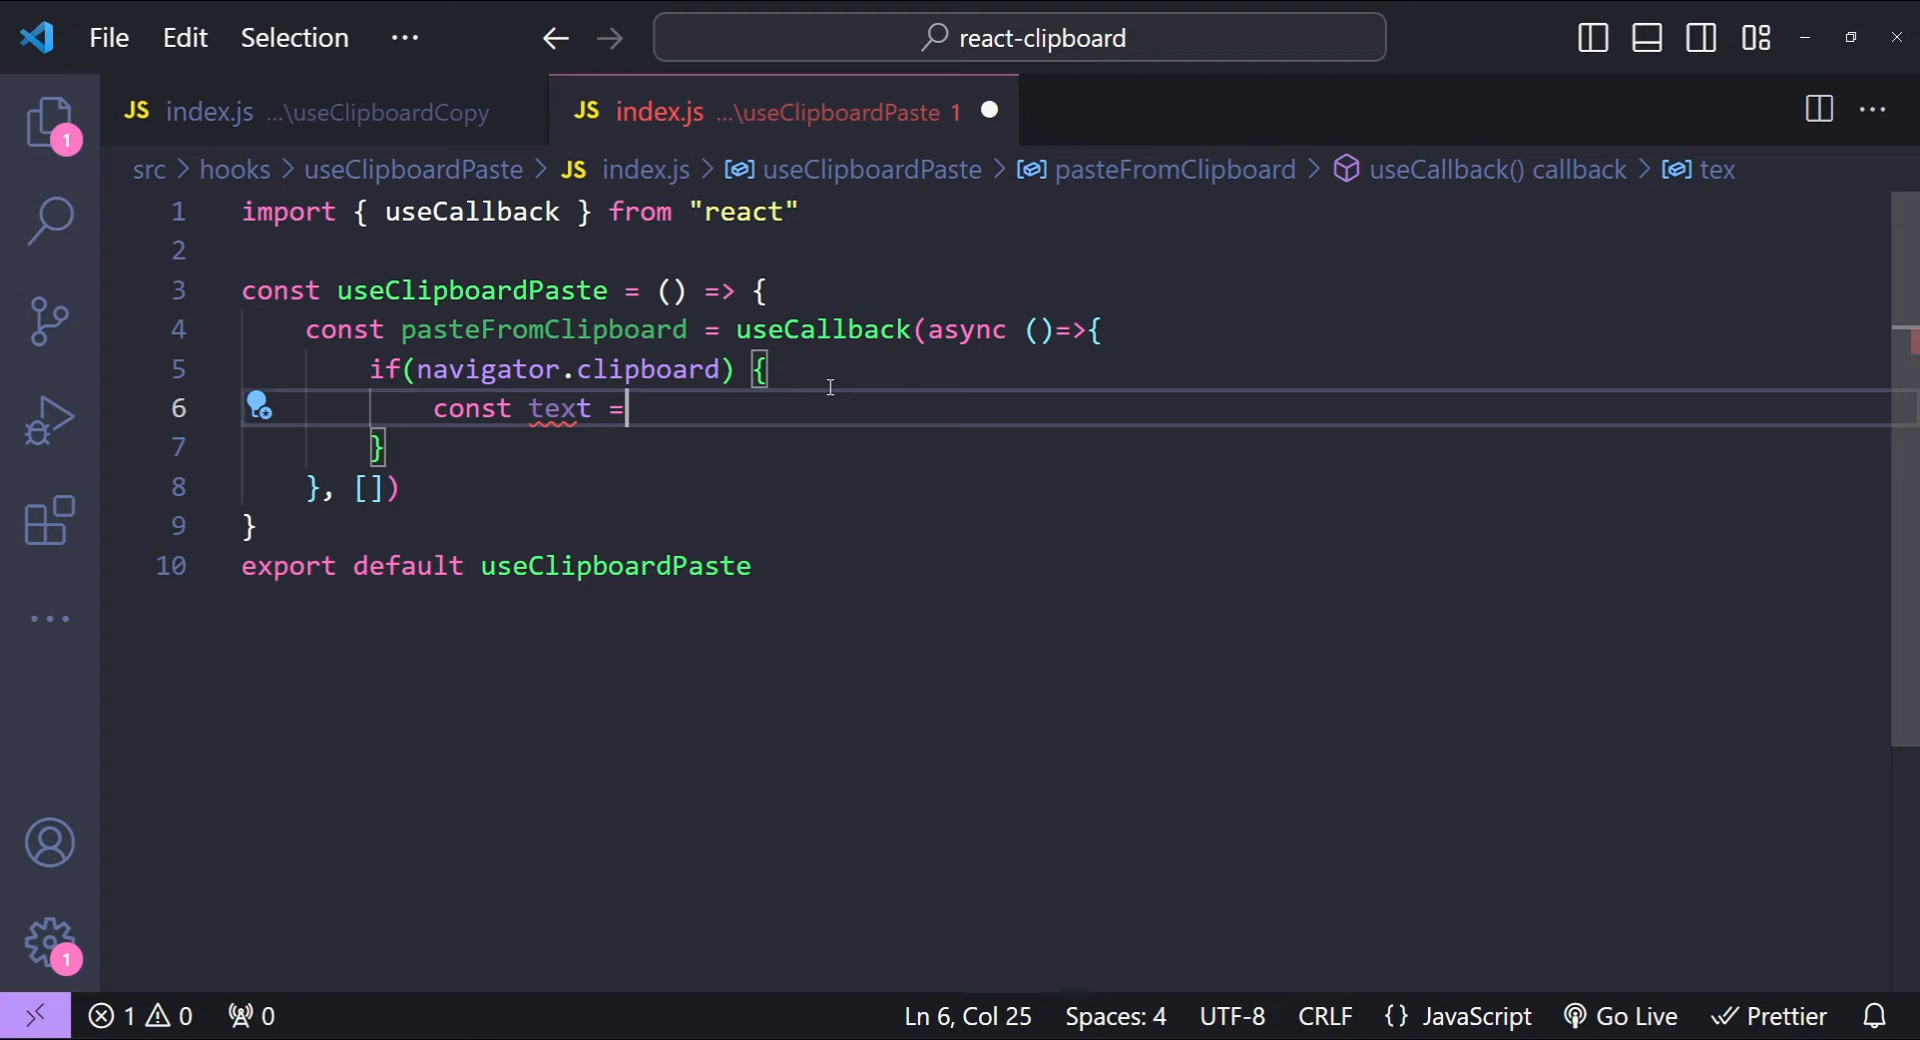 File Edit Selection ··· react-clipboard
JS index.js ...\useClipboardCopy JS index.js ...\useClipboardPaste 1
src > hooks > useClipboardPaste > JS index.js > useClipboardPaste > pasteFromClipboard > useCallback() callback > tex
1 import { useCallback } from "react"
2
3 const useClipboardPaste = () => {
4 const pasteFromClipboard = useCallback(async ()=>{
5 if(navigator.clipboard) {
6 const text =
7 }
8 }, [])
9 }
10 export default useClipboardPaste
1
1
1 0 0 Ln 6, Col 25 Spaces: 4 UTF-8 CRLF {} JavaScript Go Live Prettier